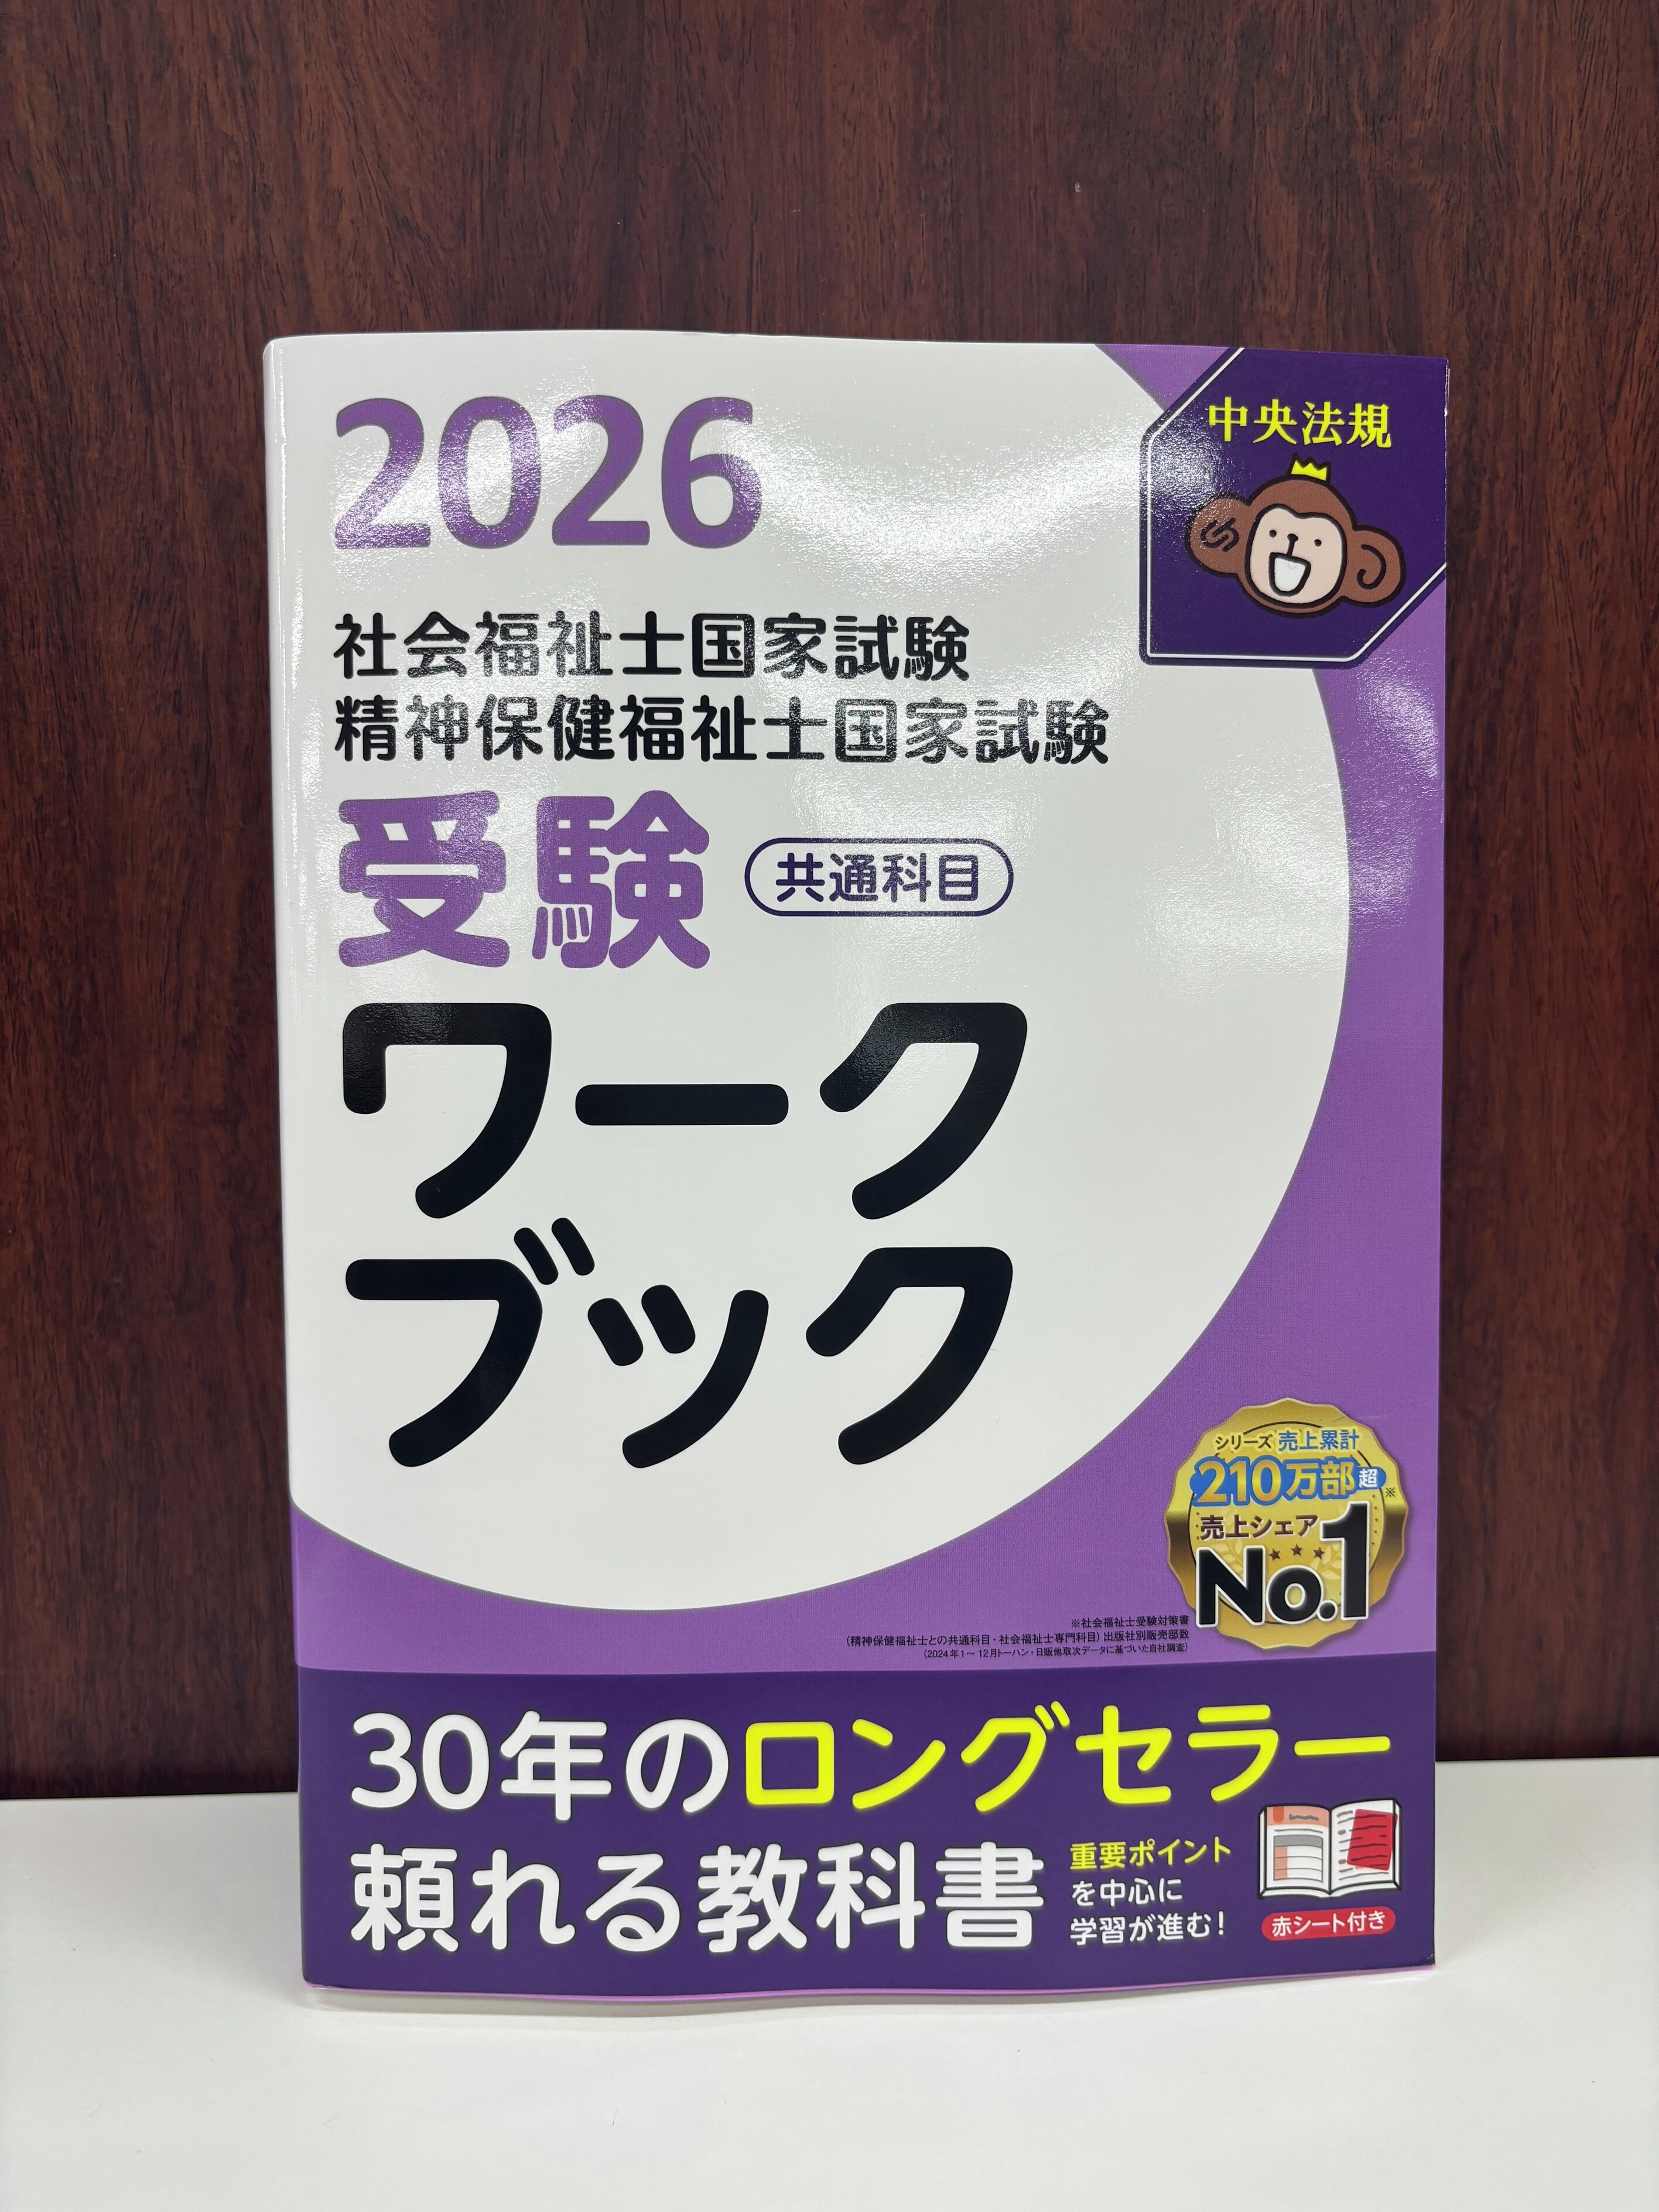 2026
中央法規
社会福祉士国家試験
精神保健福祉士国家試験
受験
共通科目
ワーク
ブック
シリーズ 売上累計
210万部超
※
売上シェア
No.1
※社会福祉士受験対策書
(精神保健福祉士との共通科目・社会福祉士専門科目)出版社別販売部数
(2024年1〜12月トーハン・日販他取次データに基づいた自社調査)
30年のロングセラー
頼れる教科書
重要ポイント
を中心に
学習が進む!
赤シート付き